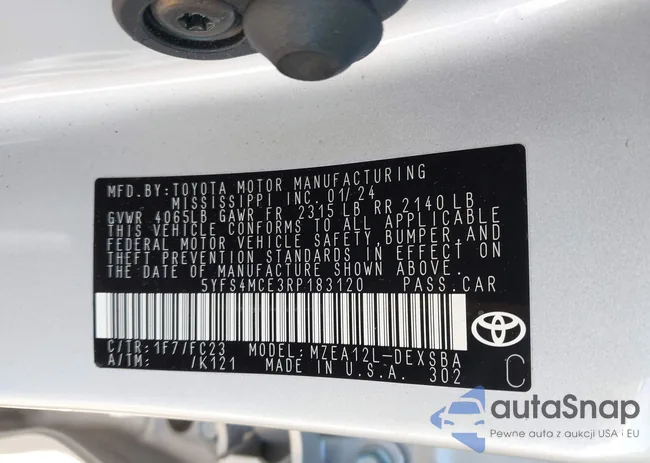 MFD.BY:TOYOTA MOTOR MANUFACTURING
MISSISSIPPI INC. 01/24
GVWR 4065LB GAWR FR 2315 LB RR 2140 LB
THIS VEHICLE CONFORMS TO ALL APPLICABLE
FEDERAL MOTOR VEHICLE SAFETY,BUMPER,AND
THEFT PREVENTION STANDARDS IN EFFECT ON
THE DATE OF MANUFACTURE SHOWN ABOVE.
5YFS4MCE3RP183120 PASS.CAR
C/TR:1F7/FC23 MODEL:MZEA12L-DEXSBA
A/TM: /K121 MADE IN U.S.A. 302 C
autaSnap
Pewne auta z aukcji USA i EU